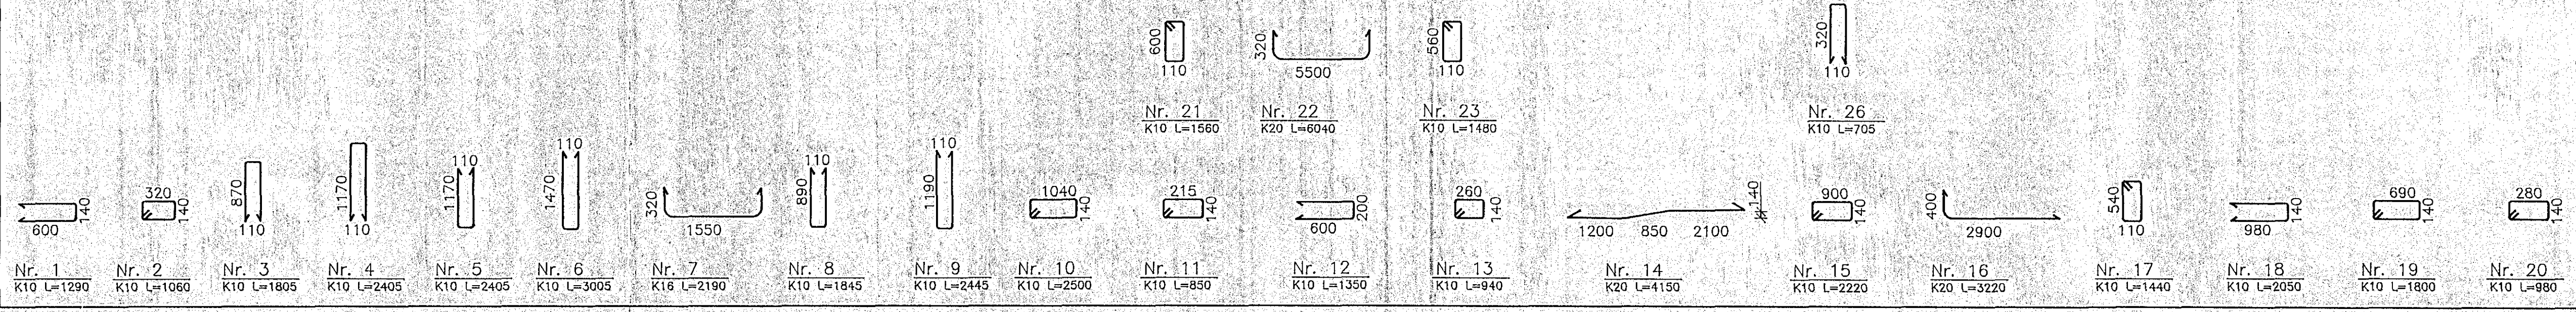 600
110
Nr. 21
K10 L=1560
320
5500
Nr. 22
K20 L=6040
560
110
Nr. 23
K10 L=1480
320
110
Nr. 26
K10 L=705
600
140
Nr. 1
K10 L=1290
320
140
Nr. 2
K10 L=1060
870
110
Nr. 3
K10 L=1805
1170
110
Nr. 4
K10 L=2405
110
1170
Nr. 5
K10 L=2405
110
1470
Nr. 6
K10 L=3005
320
1550
Nr. 7
K16 L=2190
110
890
Nr. 8
K10 L=1845
110
1190
Nr. 9
K10 L=2445
1040
140
Nr. 10
K10 L=2500
215
140
Nr. 11
K10 L=850
600
200
Nr. 12
K10 L=1350
260
140
Nr. 13
K10 L=940
1200 850 2100
140
Nr. 14
K20 L=4150
900
140
Nr. 15
K10 L=2220
400
2900
Nr. 16
K20 L=3220
540
110
Nr. 17
K10 L=1440
980
140
Nr. 18
K10 L=2050
690
140
Nr. 19
K10 L=1800
280
140
Nr. 20
K10 L=980